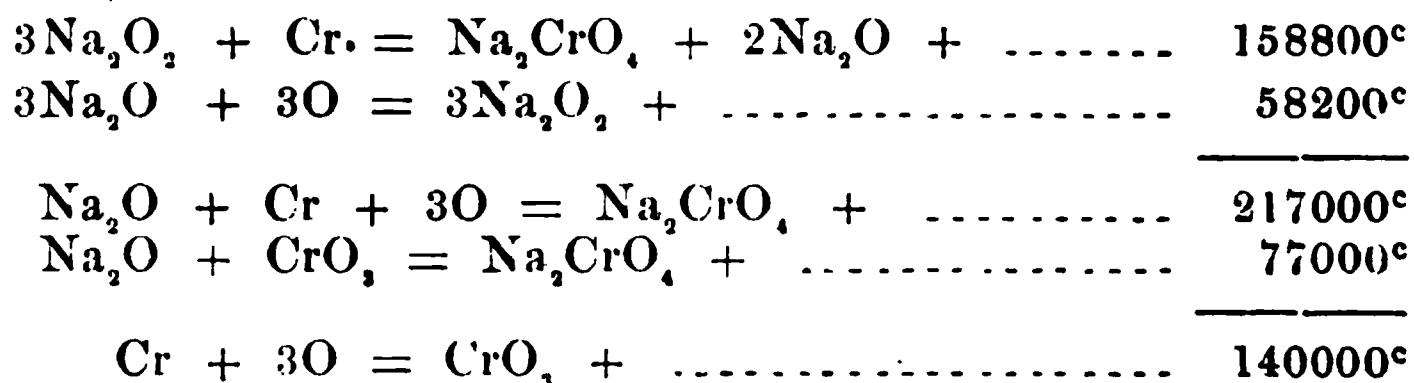 3Na₂O₂ + Cr. = Na₂CrO₄ + 2Na₂O + ....... 158800ᶜ
3Na₂O + 3O = 3Na₂O₂ + .................. 58200ᶜ
Na₂O + Cr + 3O = Na₂CrO₄ + .......... 217000ᶜ
Na₂O + CrO₃ = Na₂CrO₄ + ............... 77000ᶜ
Cr + 3O = CrO₃ + .................... 140000ᶜ